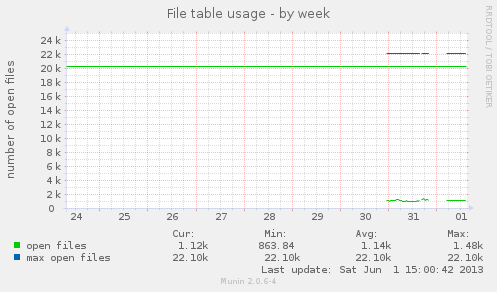 File table usage - by week
RRDTOOL / TOBI OETIKER
number of open files
24 k
22 k
20 k
18 k
16 k
14 k
12 k
10 k
8 k
6 k
4 k
2 k
0
24 25 26 27 28 29 30 31 01
Cur: Min: Avg: Max:
open files 1.12k 863.84 1.14k 1.48k
max open files 22.10k 22.10k 22.10k 22.10k
Last update: Sat Jun 1 15:00:42 2013
Munin 2.0.6-4